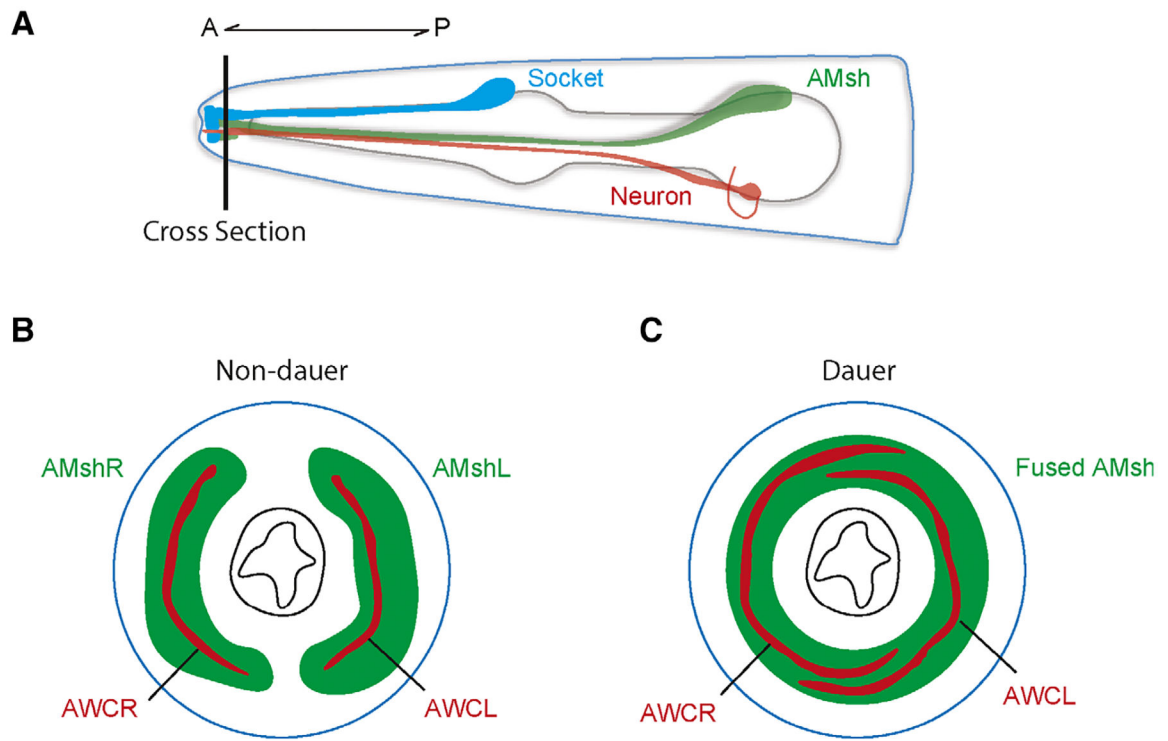 A
A P
Socket
AMsh
Neuron
Cross Section
B
Non-dauer
AMshR
AMshL
AWCR
AWCL
C
Dauer
Fused AMsh
AWCR
AWCL